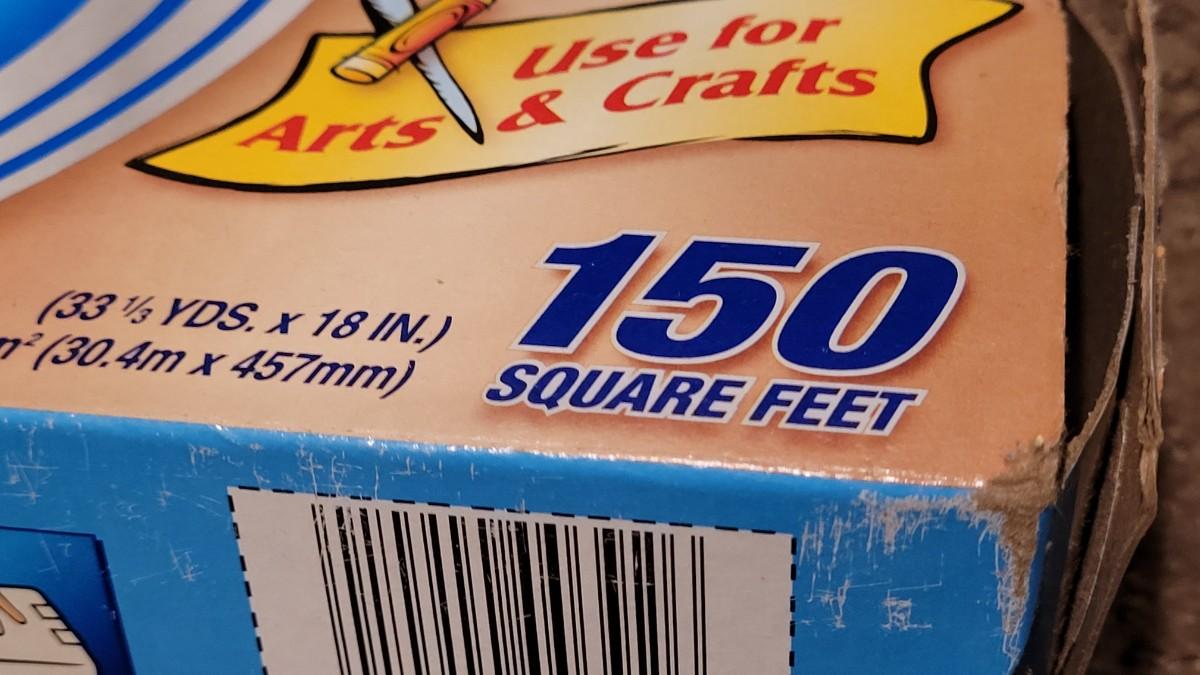 Use for
Arts & Crafts
150
SQUARE FEET
(33 ⅓ YDS. x 18 IN.)
m² (30.4m x 457mm)